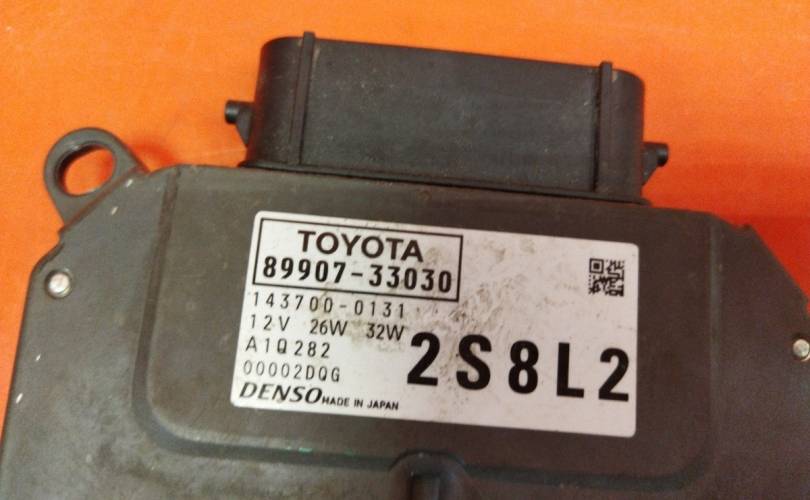 TOYOTA
89907-33030
143700-0131
12V 26W 32W
A1Q282
2S8L2
00002DQG
DENSO MADE IN JAPAN